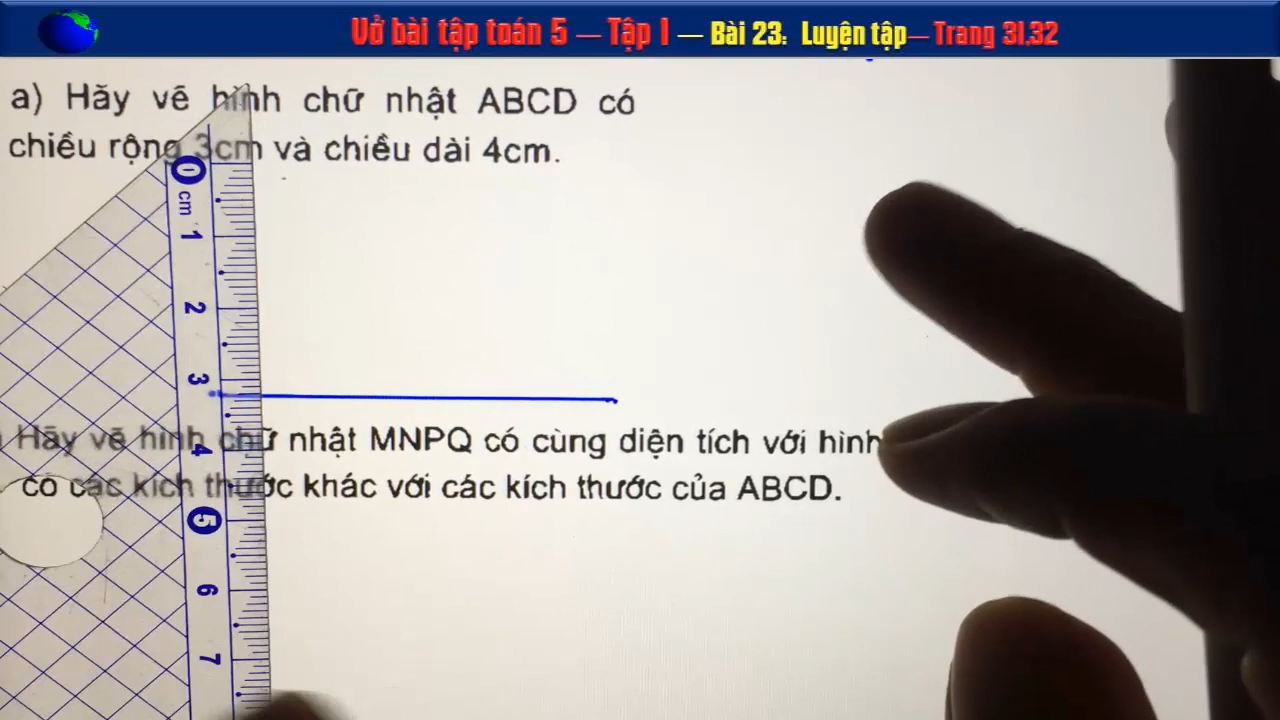 Vở bài tập toán 5 – Tập 1 – Bài 23: Luyện tập– Trang 31,32
a) Hãy vẽ hình chữ nhật ABCD có
chiều rộng 3cm và chiều dài 4cm.
0
cm
1
2
3
4
5
6
7
Hãy vẽ hình chữ nhật MNPQ có cùng diện tích với hình
có các kích thước khác với các kích thước của ABCD.